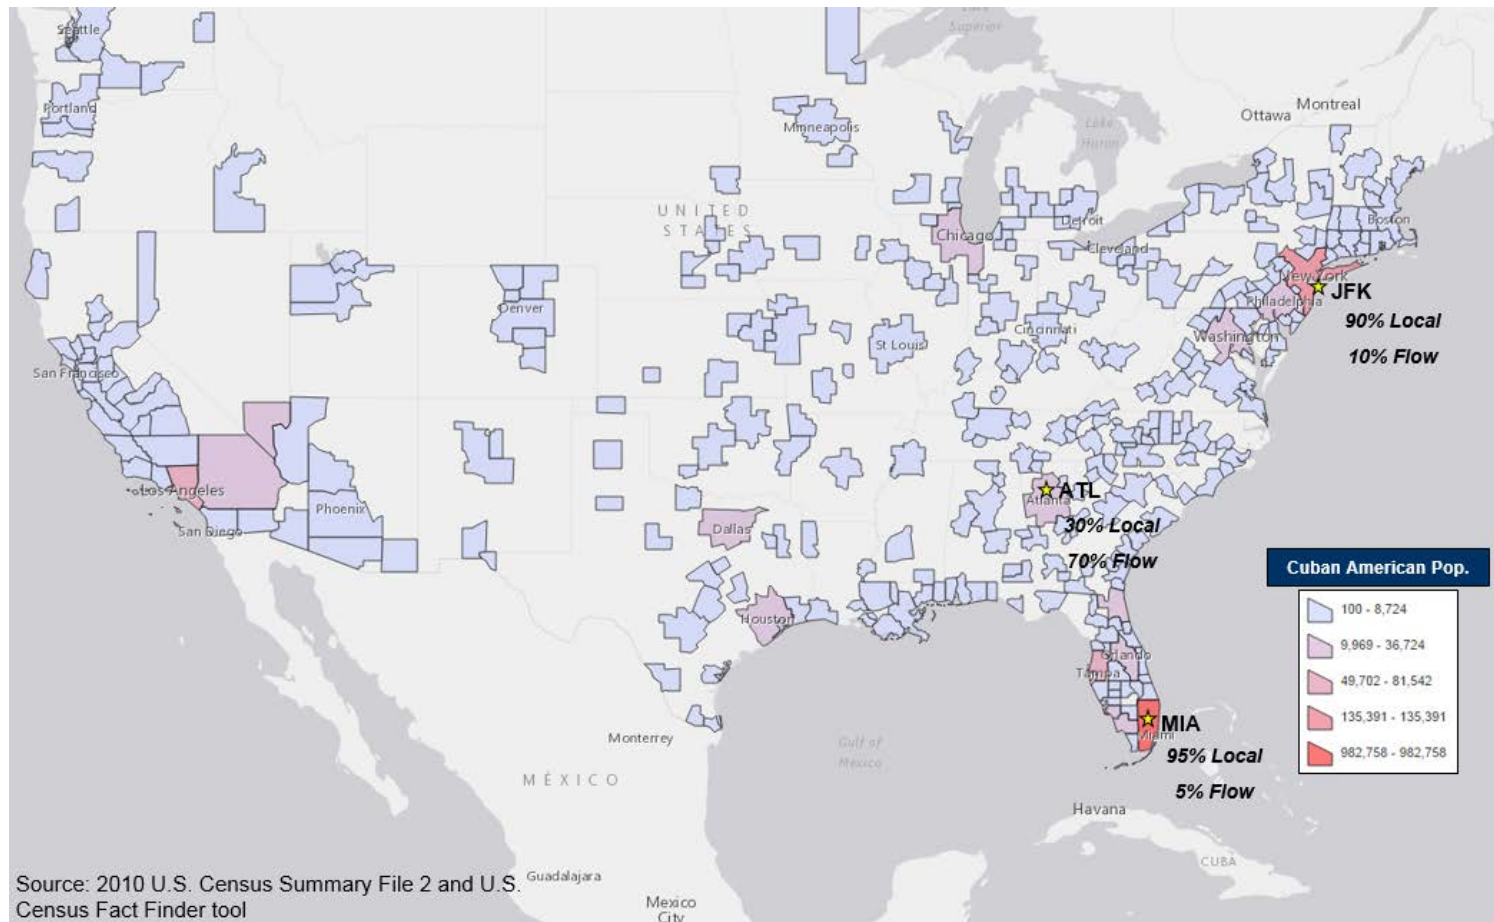 Lake
Superior
Seattle
Montreal
Ottawa
Portland
Minneapolis
Lake
Huron
UNITED
STATES
Detroit
Boston
Chicago
Cleveland
New York
JFK
Philadelphia
90% Local
10% Flow
Denver
Cincinnati
Washington
St Louis
San Francisco
Los Angeles
Phoenix
San Diego
Dallas
ATL
Atlanta
30% Local
70% Flow
Cuban American Pop.
100 - 8,724
9,969 - 36,724
49,702 - 81,542
135,391 - 135,391
982,758 - 982,758
Houston
Orlando
Tampa
MIA
Miami
95% Local
5% Flow
Monterrey
Gulf of
Mexico
MÉXICO
Havana
CUBA
Guadalajara
Mexico
City
Source: 2010 U.S. Census Summary File 2 and U.S.
Census Fact Finder tool